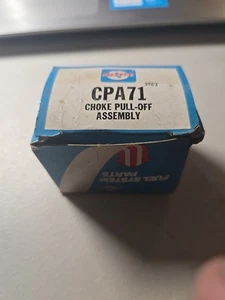 CPA71
CHOKE PULL-OFF
ASSEMBLY
FUEL SYSTEM
PARTS